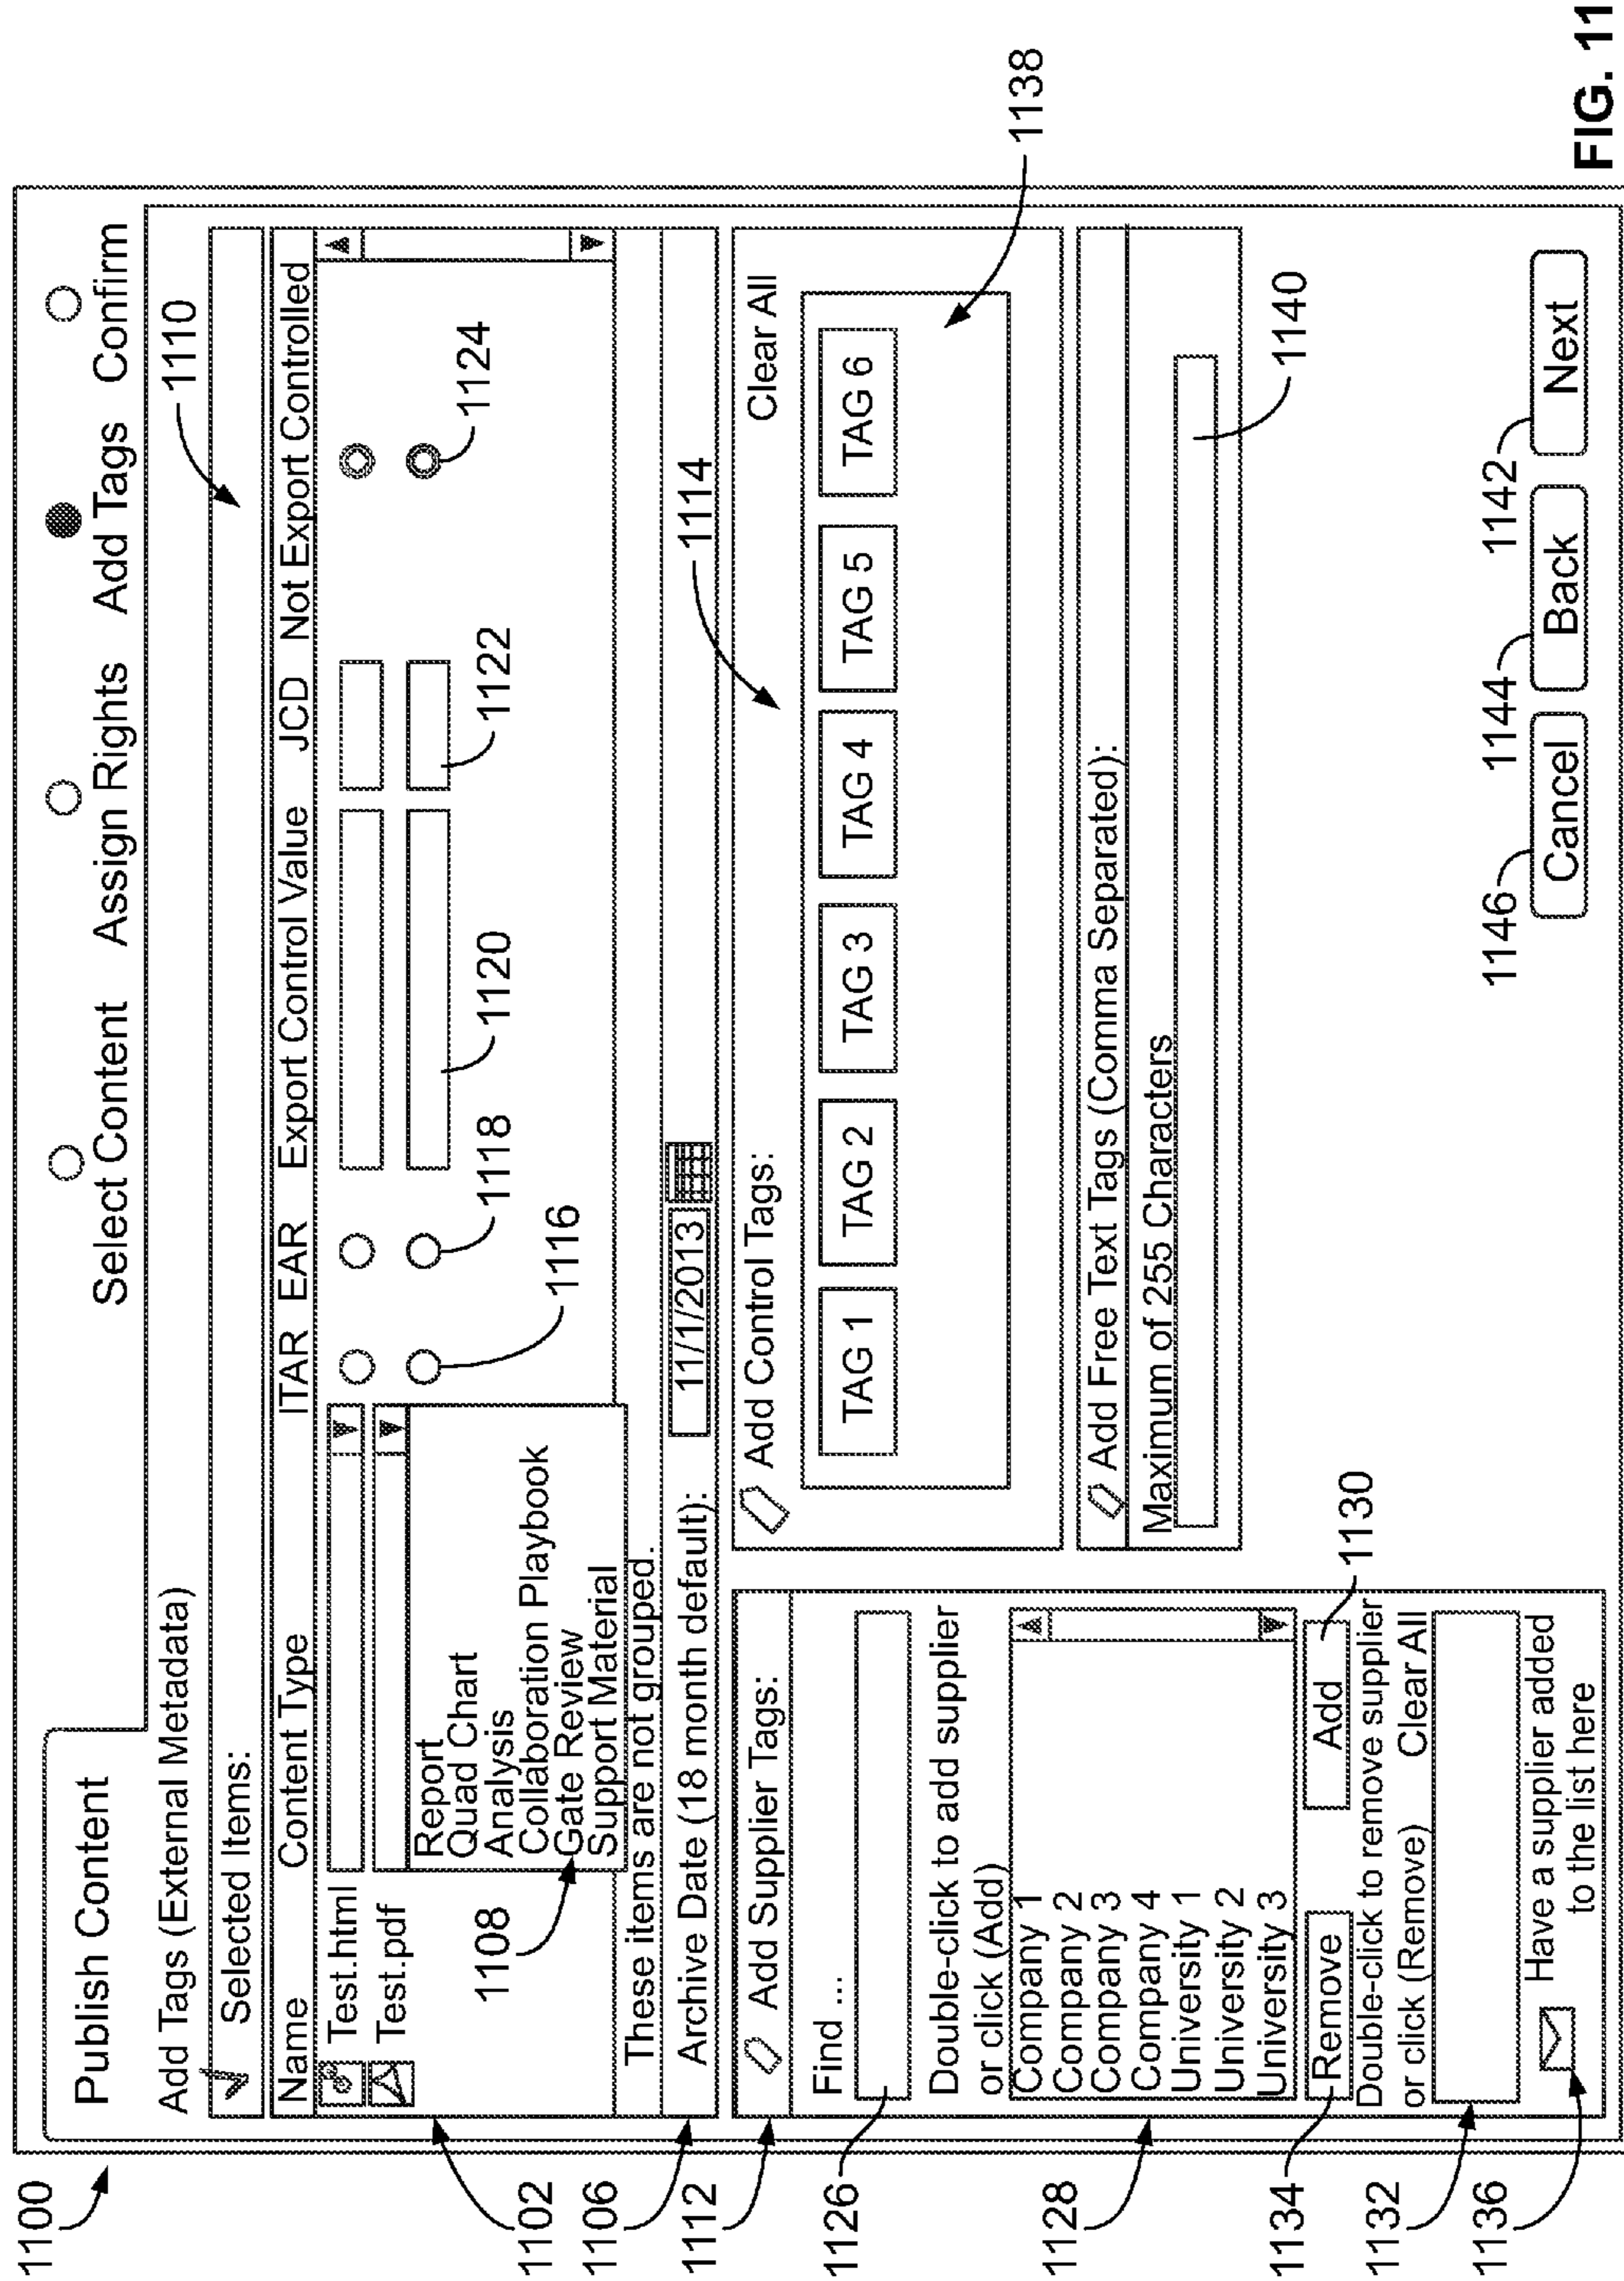 1100
Publish Content
Select Content
Assign Rights
Add Tags
Confirm
Add Tags (External Metadata)
1110
Selected Items:
Name
Content Type
ITAR
EAR
Export Control Value
JCD
Not Export Controlled
Test.html
Test.pdf
1102
1108
Report
Quad Chart
Analysis
Collaboration Playbook
Gate Review
Support Material
1116
1118
1120
1122
1124
These items are not grouped.
1106
Archive Date (18 month default):
11/1/2013
1112
Add Supplier Tags:
Find ...
1126
Double-click to add supplier
or click (Add)
1128
Company 1
Company 2
Company 3
Company 4
University 1
University 2
University 3
1134
Remove
Add
1130
Double-click to remove supplier
or click (Remove)
Clear All
1132
1136
Have a supplier added
to the list here
1114
Add Control Tags:
Clear All
TAG 1
TAG 2
TAG 3
TAG 4
TAG 5
TAG 6
1138
Add Free Text Tags (Comma Separated):
Maximum of 255 Characters
1140
1146
Cancel
1144
Back
1142
Next
FIG. 11